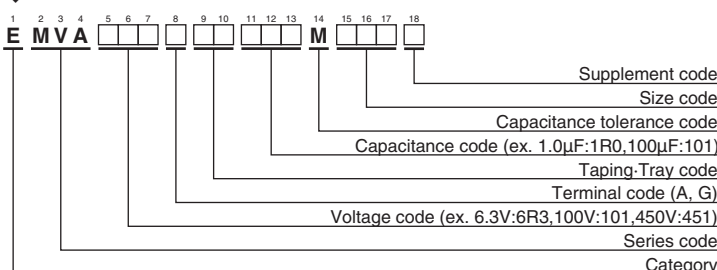 1 2 3 4 5 6 7 8 9 10 11 12 13 14 15 16 17 18
E M V A □□□ □ □□ □□□ M □□□ □
Supplement code
Size code
Capacitance tolerance code
Capacitance code (ex. 1.0μF:1R0,100μF:101)
Taping·Tray code
Terminal code (A, G)
Voltage code (ex. 6.3V:6R3,100V:101,450V:451)
Series code
Category